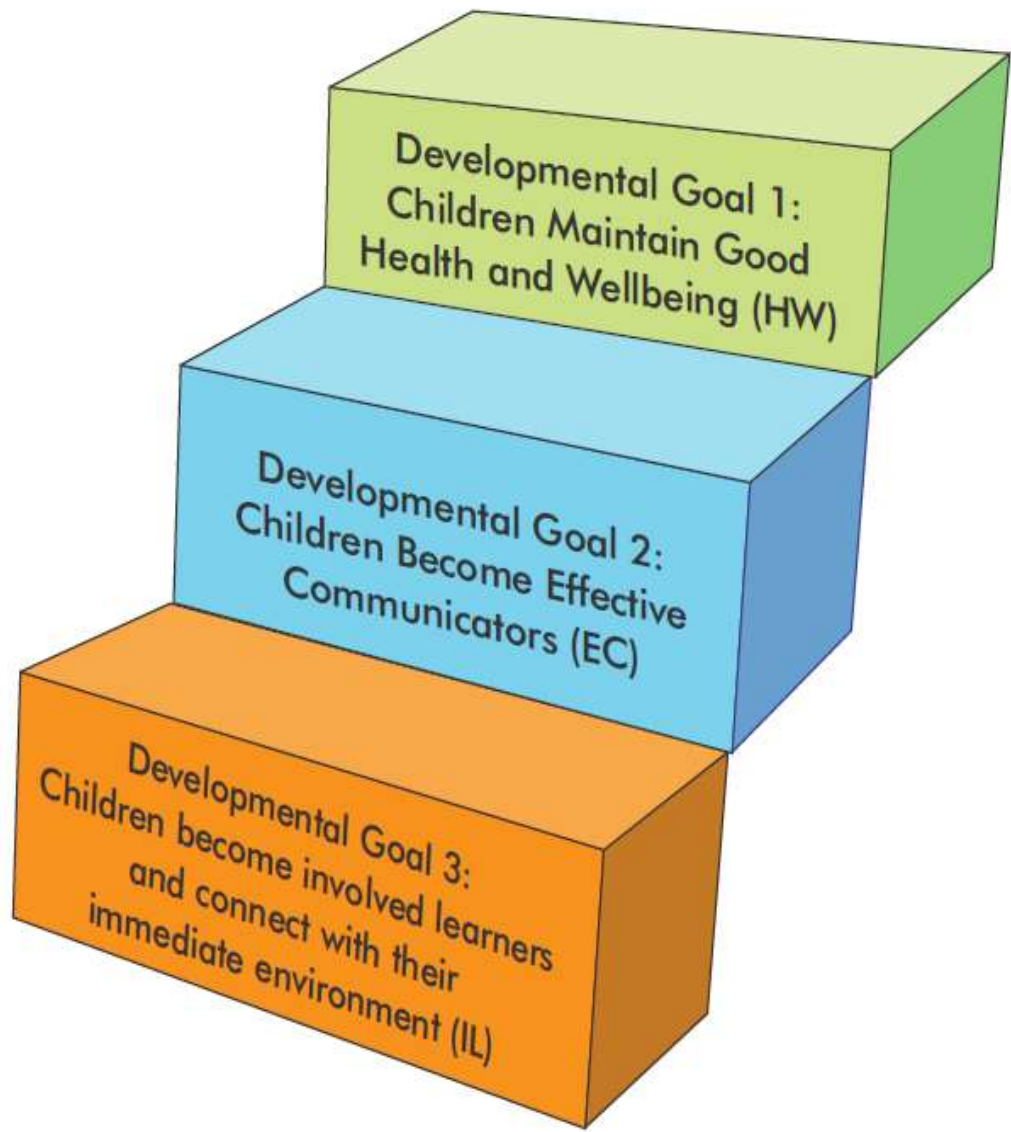 Developmental Goal 1:
Children Maintain Good
Health and Wellbeing (HW)
Developmental Goal 2:
Children Become Effective
Communicators (EC)
Developmental Goal 3:
Children become involved learners
and connect with their
immediate environment (IL)